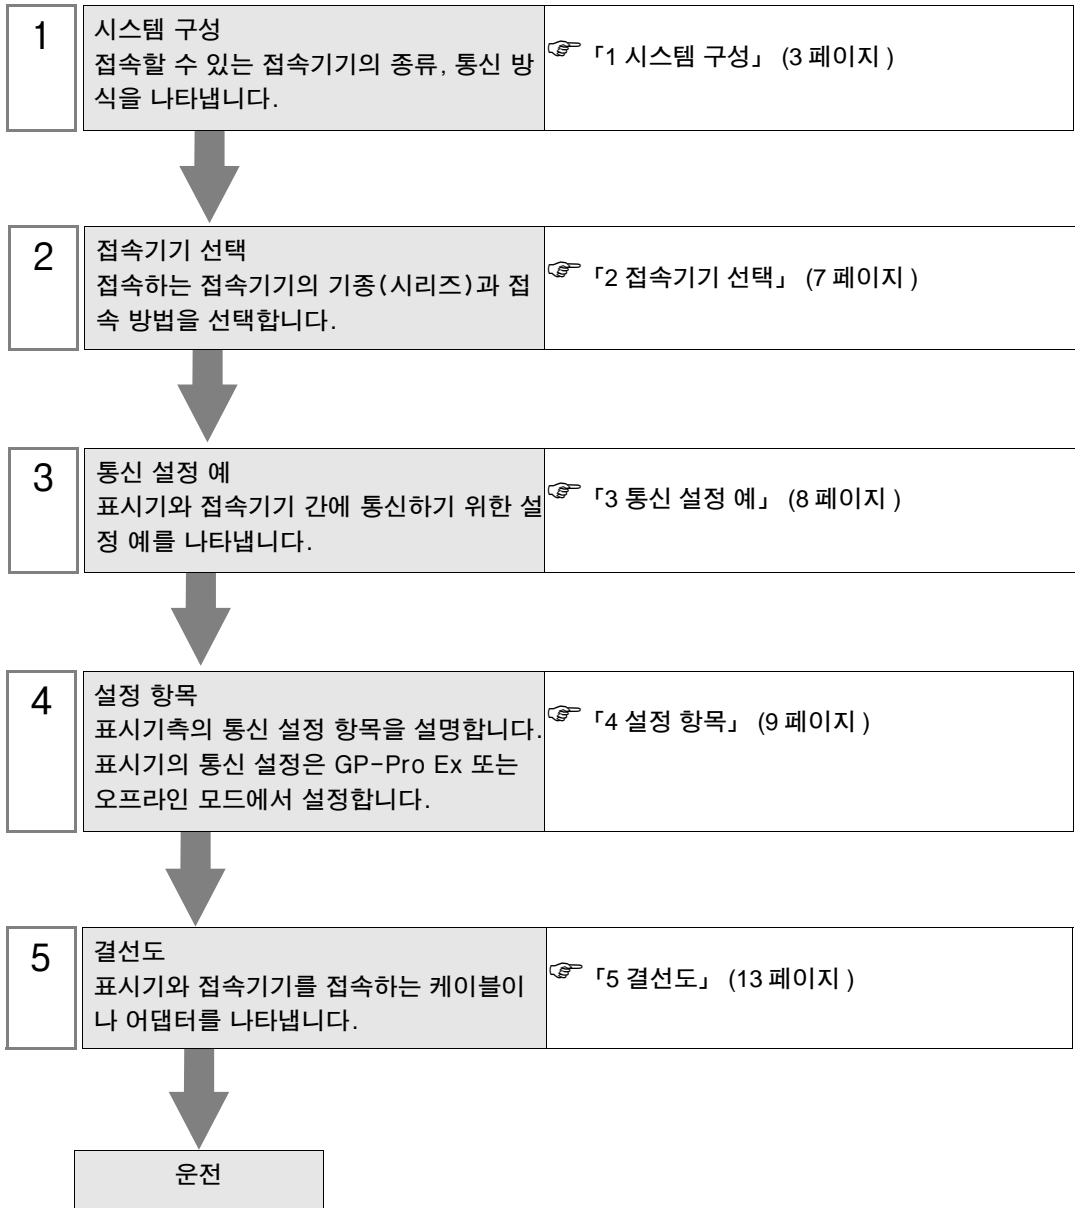 1
시스템 구성
접속할 수 있는 접속기기의 종류, 통신 방
식을 나타냅니다.
☞ 「1 시스템 구성」 (3 페이지 )
2
접속기기 선택
접속하는 접속기기의 기종(시리즈)과 접
속 방법을 선택합니다.
☞ 「2 접속기기 선택」 (7 페이지 )
3
통신 설정 예
표시기와 접속기기 간에 통신하기 위한 설
정 예를 나타냅니다.
☞ 「3 통신 설정 예」 (8 페이지 )
4
설정 항목
표시기측의 통신 설정 항목을 설명합니다.
표시기의 통신 설정은 GP-Pro Ex 또는
오프라인 모드에서 설정합니다.
☞ 「4 설정 항목」 (9 페이지 )
5
결선도
표시기와 접속기기를 접속하는 케이블이
나 어댑터를 나타냅니다.
☞ 「5 결선도」 (13 페이지 )
운전